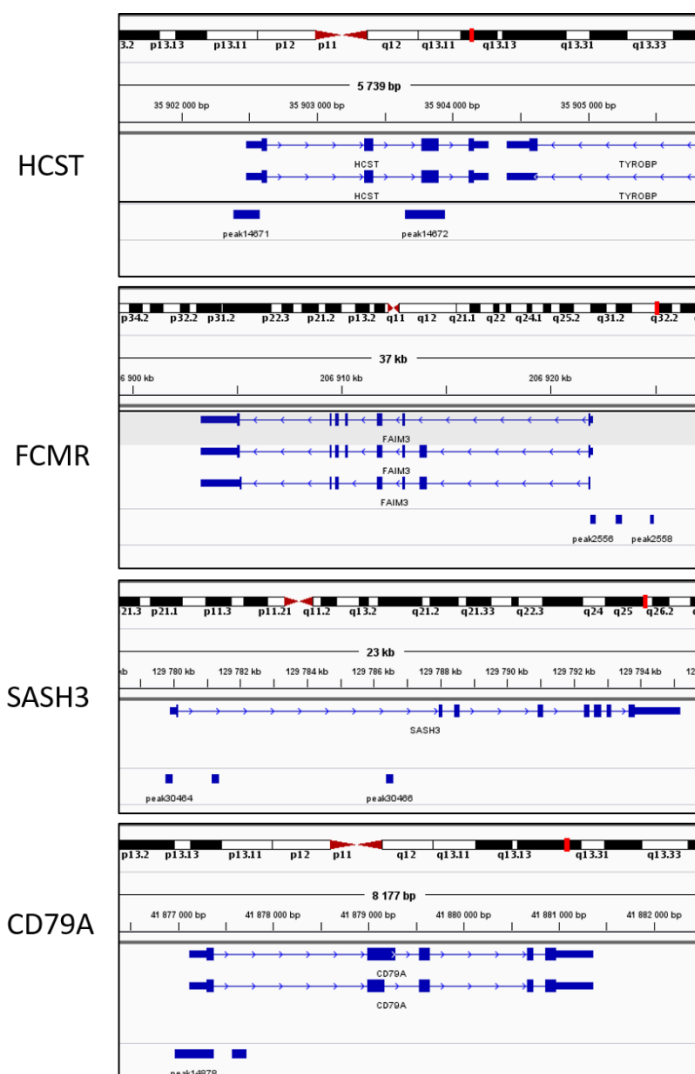 HCST
3.2 p13.13 p13.11 p12 p11 q12 q13.11 q13.13 q13.31 q13.33
5 739 bp
35 902 000 bp 35 903 000 bp 35 904 000 bp 35 905 000 bp
HCST TYROBP
HCST TYROBP
peak14671 peak14672
FCMR
p34.2 p32.2 p31.2 p22.3 p21.2 p13.2 q11 q12 q21.1 q22 q24.1 q25.2 q31.2 q32.2
37 kb
6 900 kb 206 910 kb 206 920 kb
FAIM3
FAIM3
FAIM3
peak2556 peak2558
SASH3
21.3 p21.1 p11.3 p11.21 q11.2 q13.2 q21.2 q21.33 q22.3 q24 q25 q26.2
23 kb
kb 129 780 kb 129 782 kb 129 784 kb 129 786 kb 129 788 kb 129 790 kb 129 792 kb 129 794 kb 12
SASH3
peak30464 peak30466
CD79A
p13.2 p13.13 p13.11 p12 p11 q12 q13.11 q13.13 q13.31 q13.33
8 177 bp
41 877 000 bp 41 878 000 bp 41 879 000 bp 41 880 000 bp 41 881 000 bp 41 882 000 bp
CD79A
CD79A
peak14878